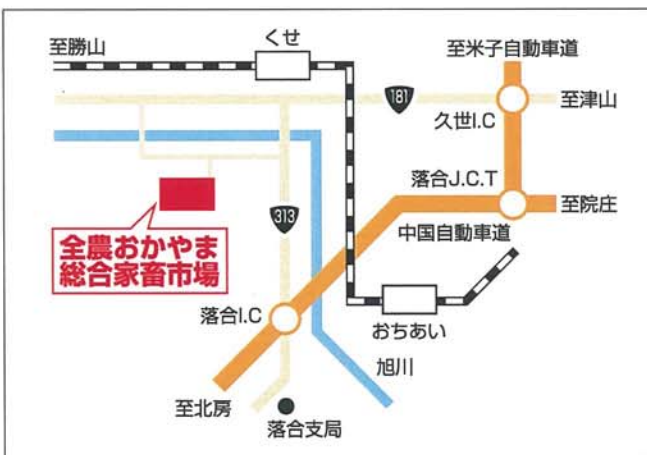 くせ
至勝山
至米子自動車道
181
至津山
久世I.C
落合J.C.T
至院庄
313
中国自動車道
全農おかやま
総合家畜市場
落合I.C
おちあい
旭川
至北房
落合支局